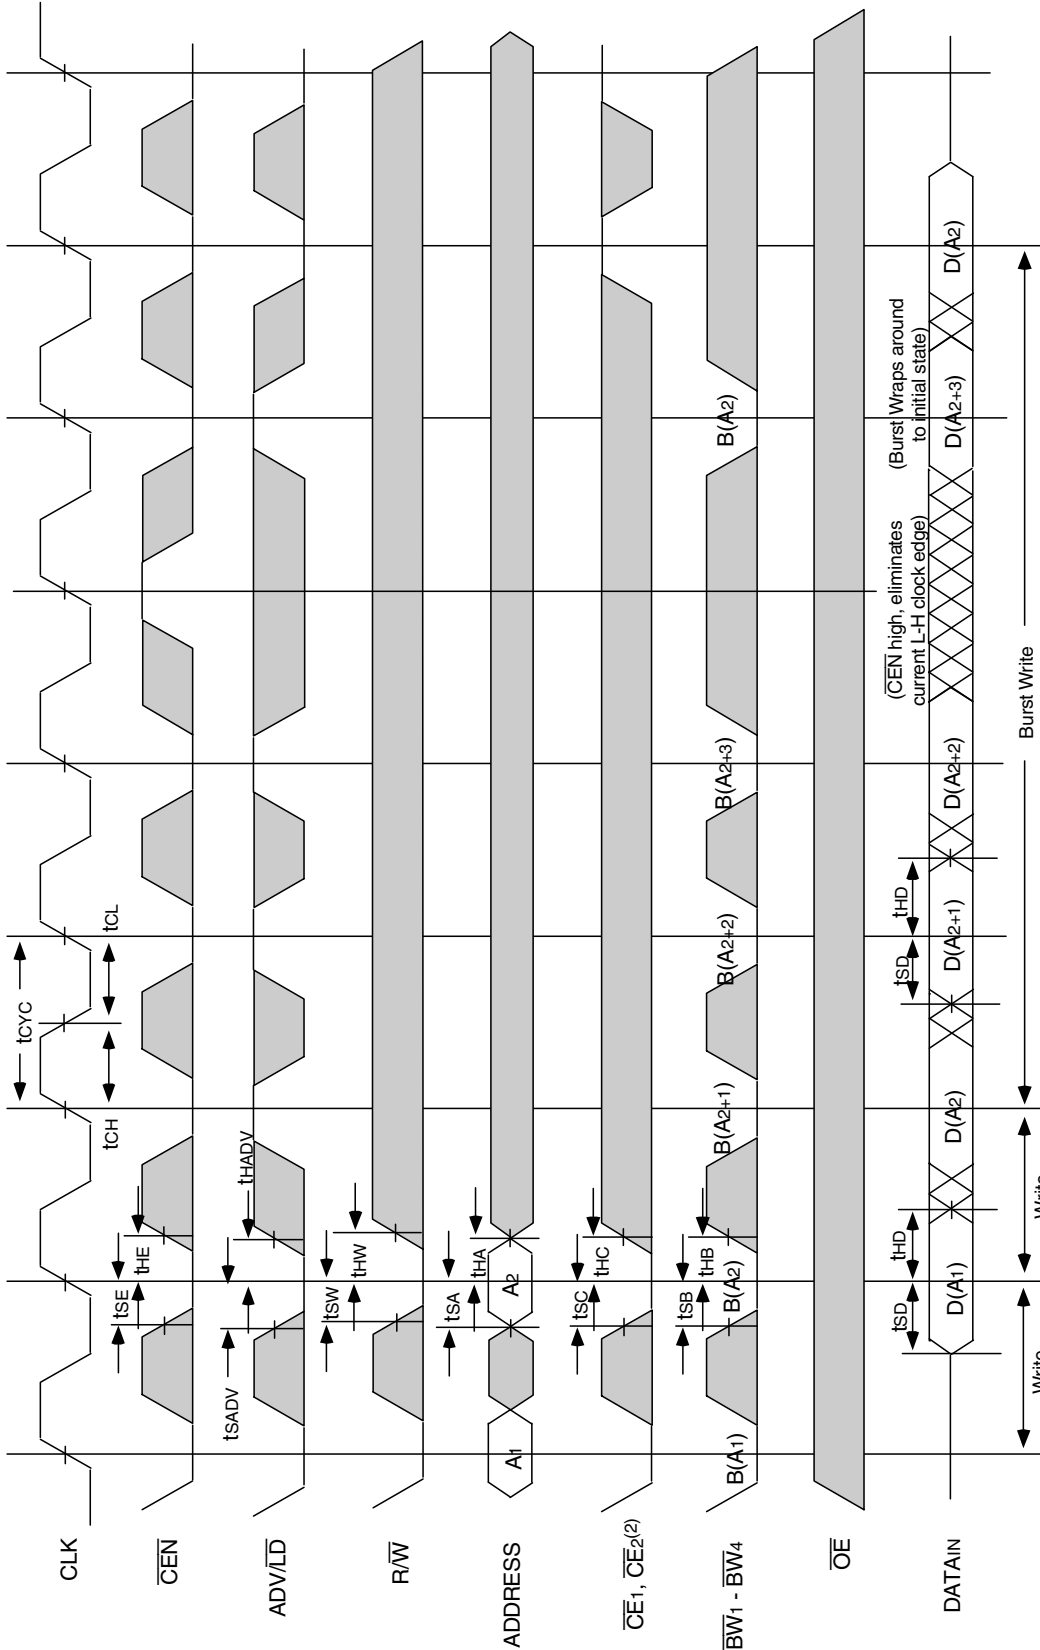 CLK
tCYC
tCH
tCL
CEN
tSE
tHE
ADV/LD
tSADV
tHADV
R/W
tSW
tHW
ADDRESS
A1
A2
tSA
tHA
CE1, CE2(2)
tSC
tHC
BW1 - BW4
B(A1)
tSB
tHB
B(A2)
B(A2+1)
B(A2+2)
B(A2+3)
B(A2)
OE
(CEN high, eliminates
current L-H clock edge)
(Burst Wraps around
to initial state)
DATAIN
tSD
tHD
tSD
tHD
D(A1)
D(A2)
D(A2+1)
D(A2+2)
D(A2+3)
D(A2)
Write
Write
Burst Write